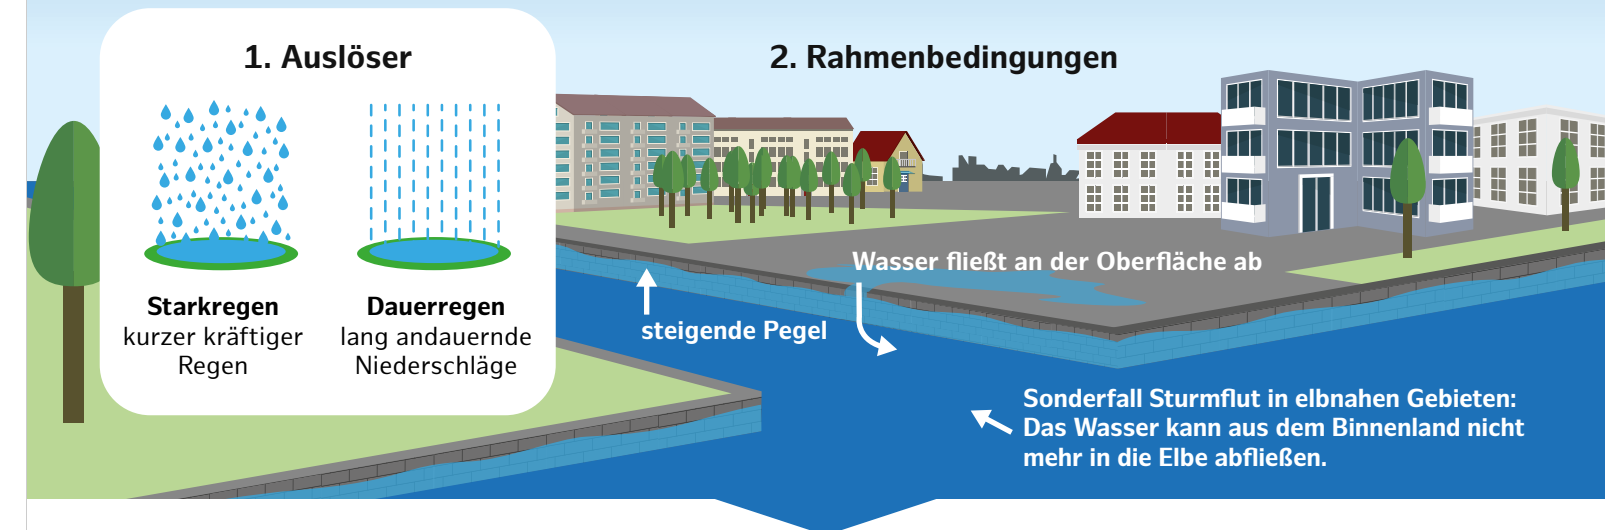 1. Auslöser
Starkregen
kurzer kräftiger
Regen
Dauerregen
lang andauernde
Niederschläge
2. Rahmenbedingungen
Wasser fließt an der Oberfläche ab
steigende Pegel
Sonderfall Sturmflut in elbnahen Gebieten:
Das Wasser kann aus dem Binnenland nicht
mehr in die Elbe abfließen.